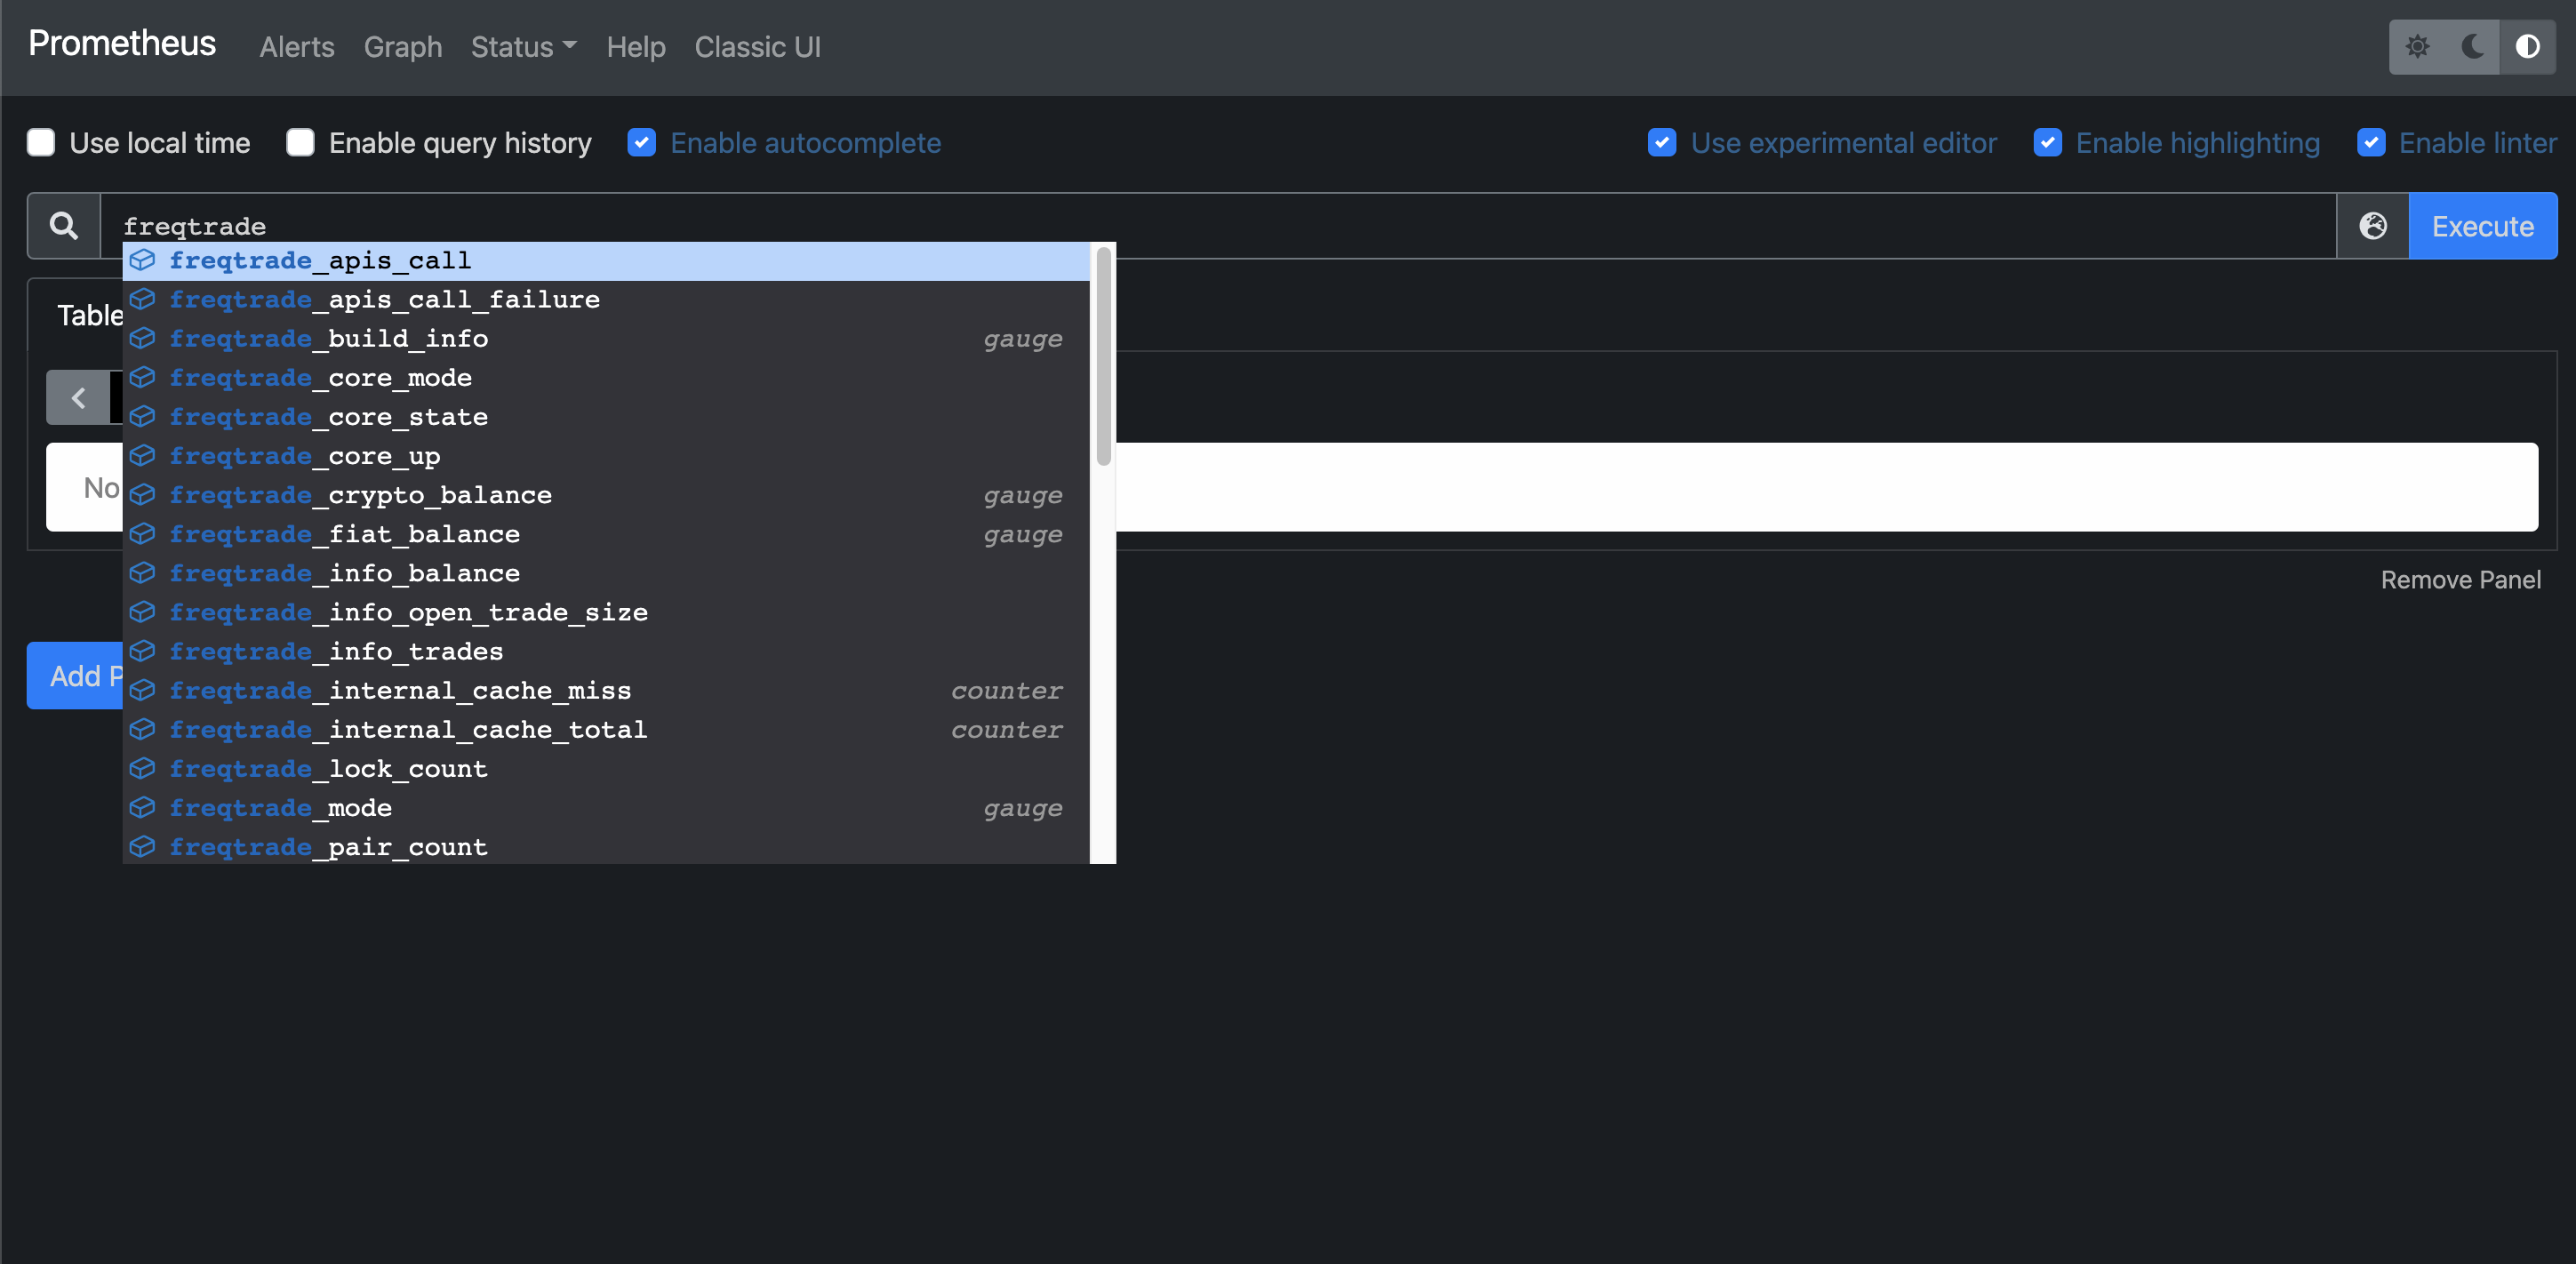 Prometheus Alerts Graph Status Help Classic UI
Use local time Enable query history Enable autocomplete Use experimental editor Enable highlighting Enable linter
freqtrade Execute
freqtrade_apis_call
freqtrade_apis_call_failure
Table
freqtrade_build_info gauge
freqtrade_core_mode
freqtrade_core_state
freqtrade_core_up
No
freqtrade_crypto_balance gauge
freqtrade_fiat_balance gauge
freqtrade_info_balance
Remove Panel
freqtrade_info_open_trade_size
freqtrade_info_trades
Add P
freqtrade_internal_cache_miss counter
freqtrade_internal_cache_total counter
freqtrade_lock_count
freqtrade_mode gauge
freqtrade_pair_count